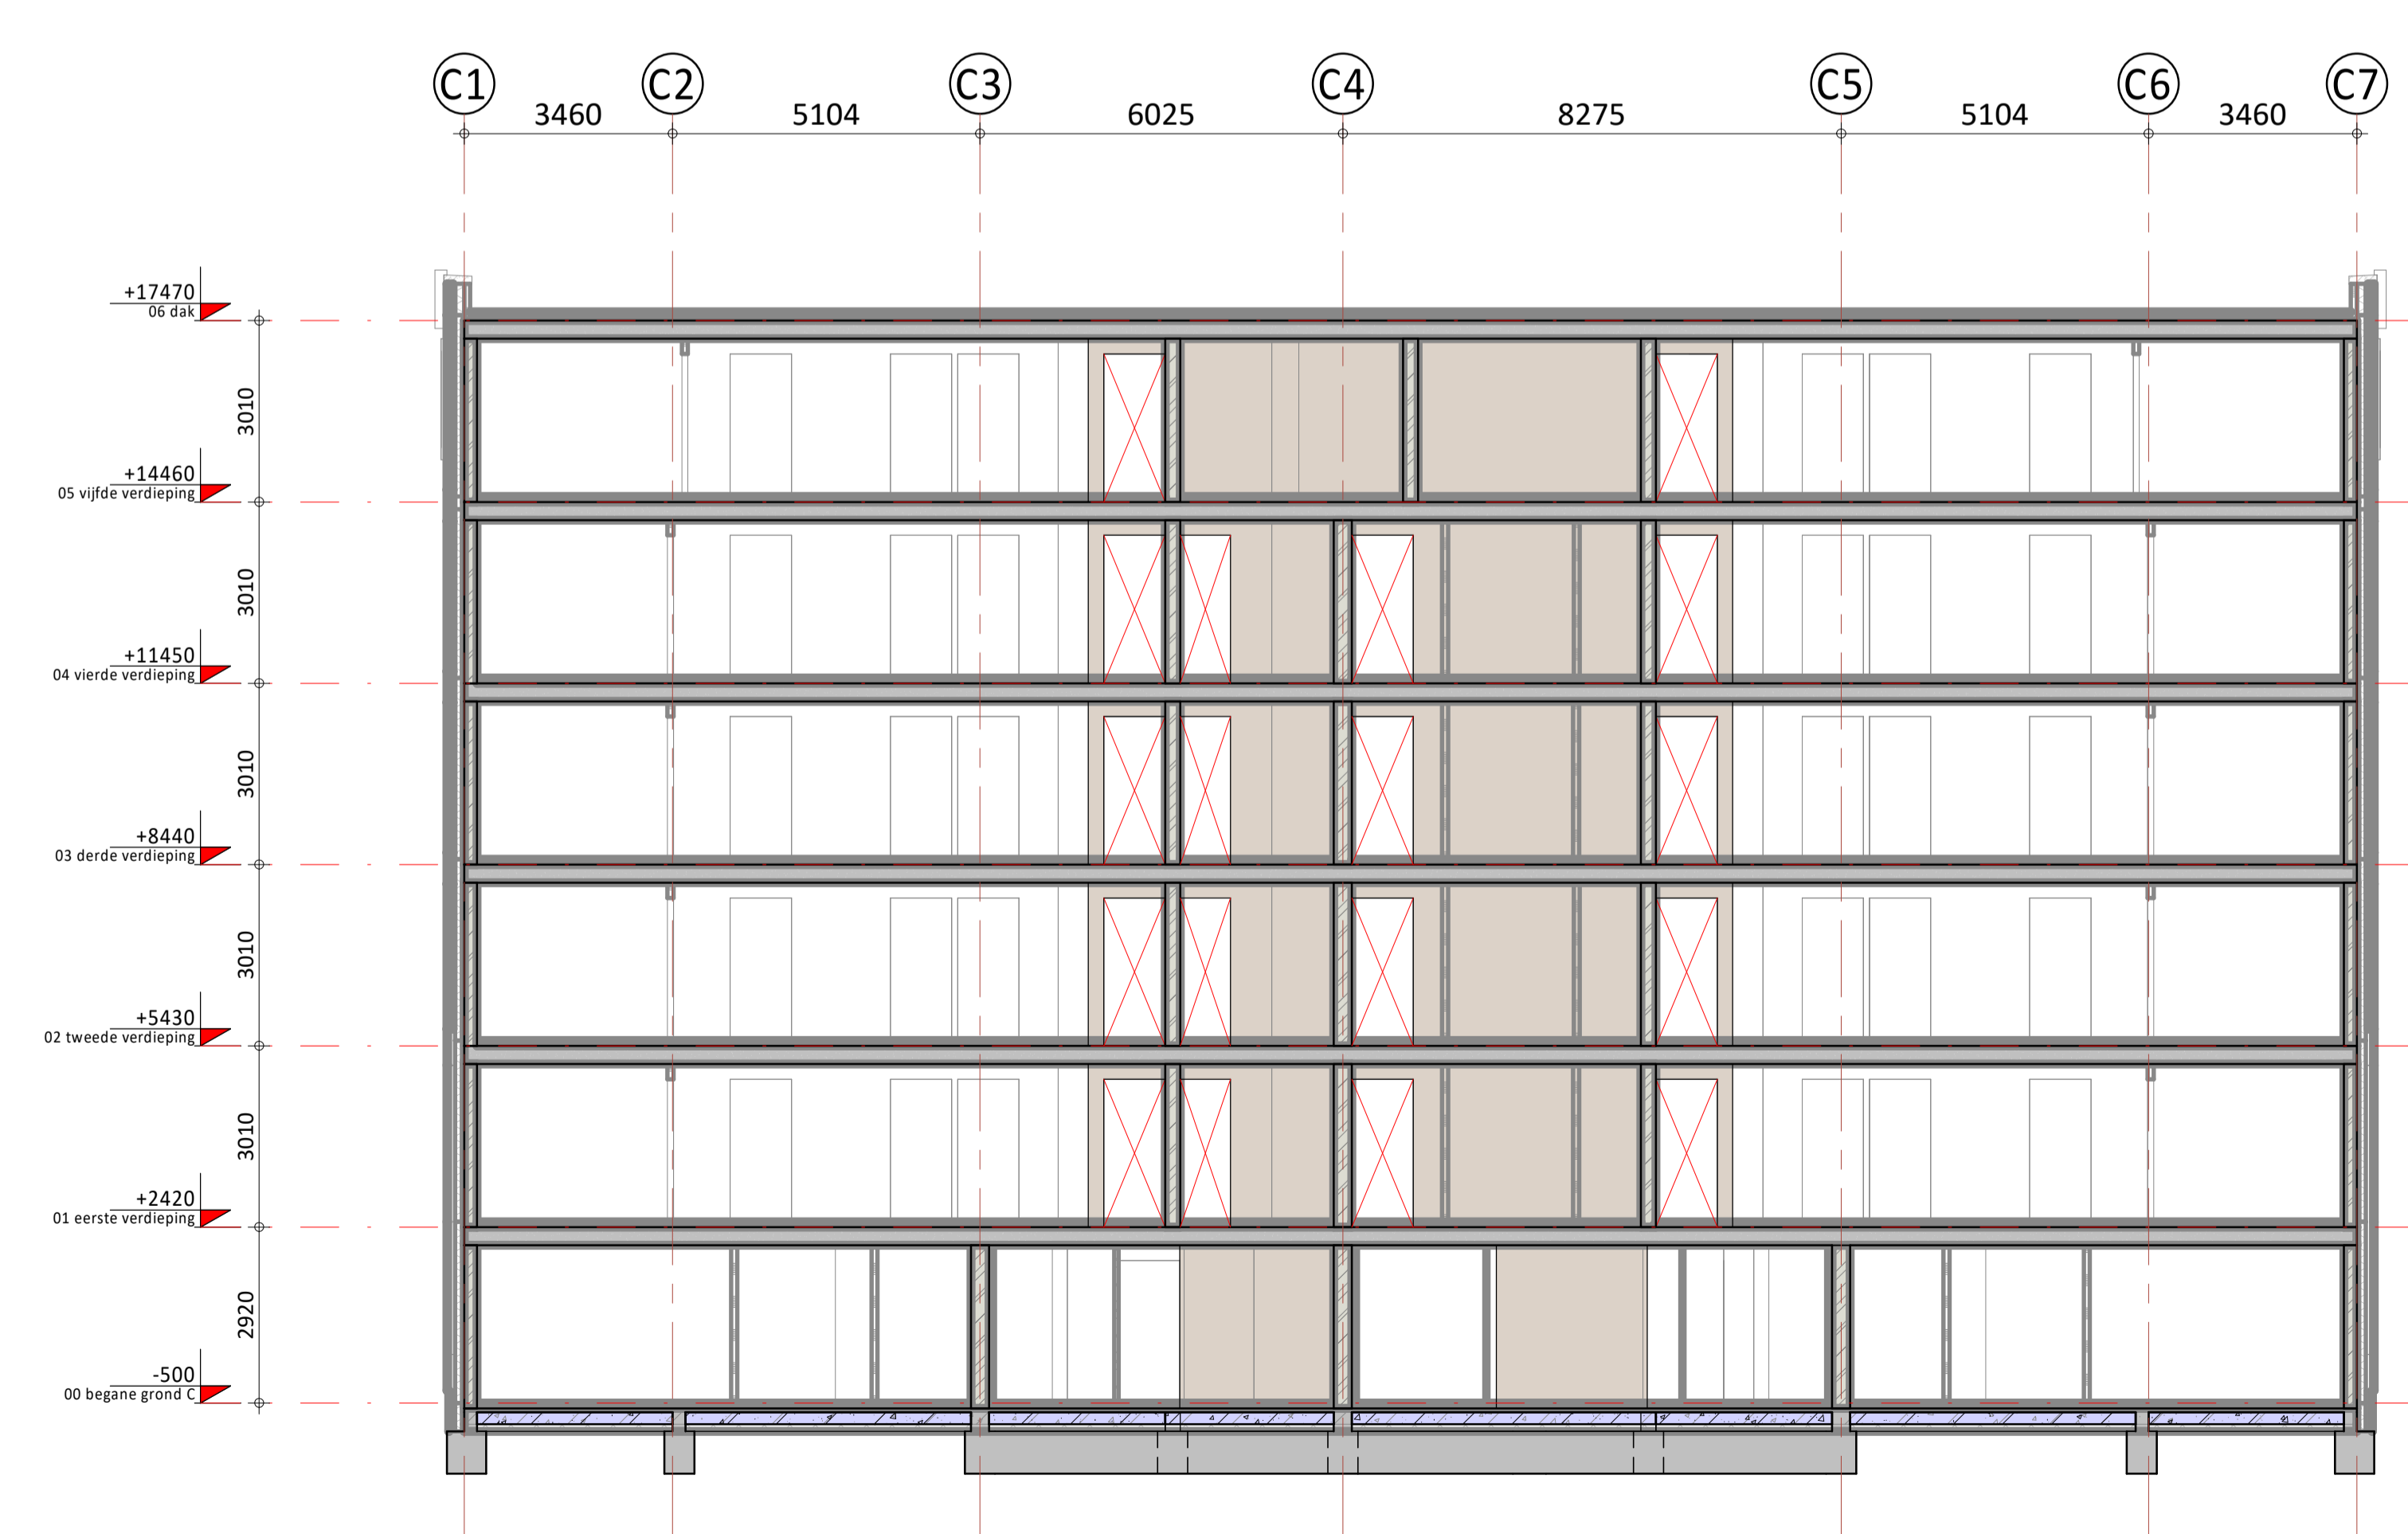 C1 C2 C3 C4 C5 C6 C7
3460 5104 6025 8275 5104 3460
+17470
06 dak
3010
+14460
05 vijfde verdieping
3010
+11450
04 vierde verdieping
3010
+8440
03 derde verdieping
3010
+5430
02 tweede verdieping
3010
+2420
01 eerste verdieping
2920
-500
00 begane grond C